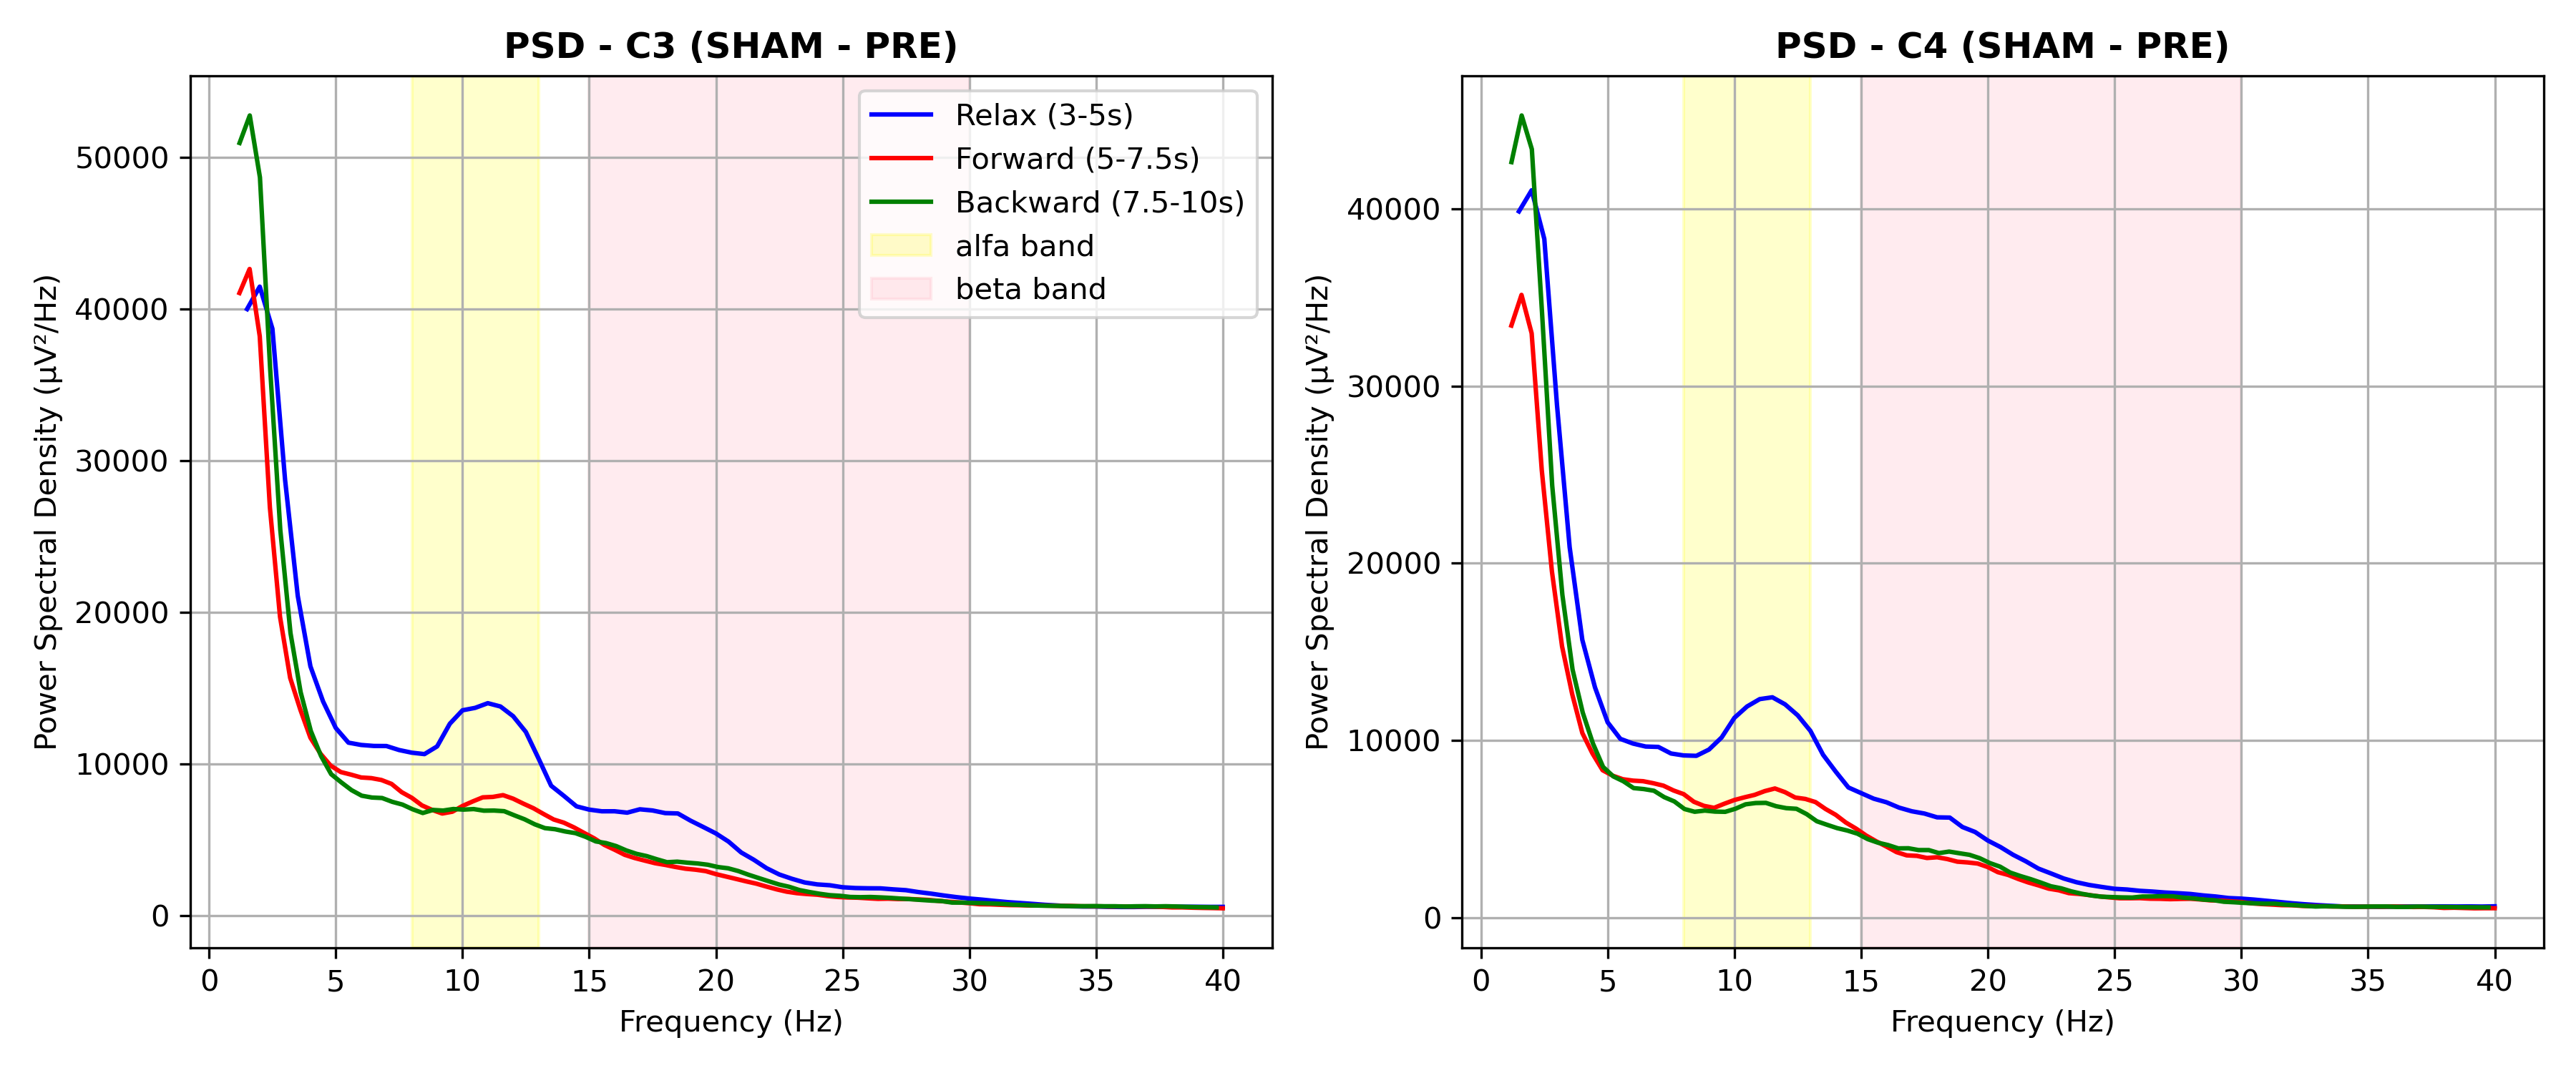 PSD - C3 (SHAM - PRE)
Power Spectral Density (µV²/Hz)
50000
40000
30000
20000
10000
0
Relax (3-5s)
Forward (5-7.5s)
Backward (7.5-10s)
alfa band
beta band
0 5 10 15 20 25 30 35 40
Frequency (Hz)
PSD - C4 (SHAM - PRE)
Power Spectral Density (µV²/Hz)
40000
30000
20000
10000
0
0 5 10 15 20 25 30 35 40
Frequency (Hz)